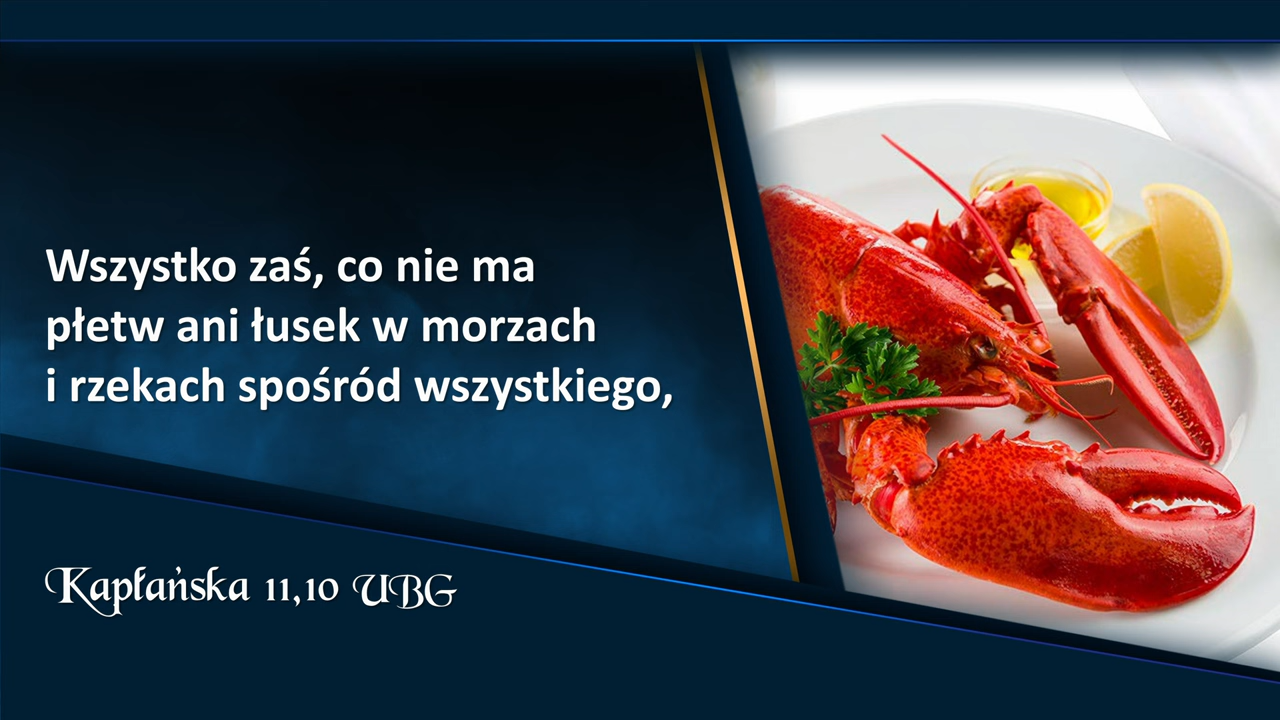 Wszystko zaś, co nie ma
płetw ani łusek w morzach
i rzekach spośród wszystkiego,
Kapłańska 11,10 UBG